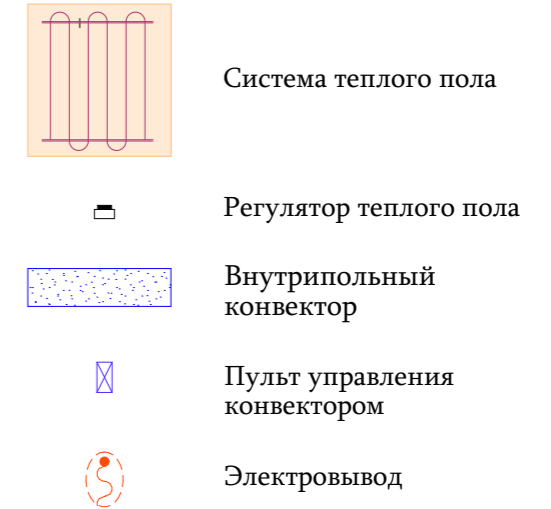 Система теплого пола
Регулятор теплого пола
Внутрипольный
конвектор
Пульт управления
конвектором
Электровывод